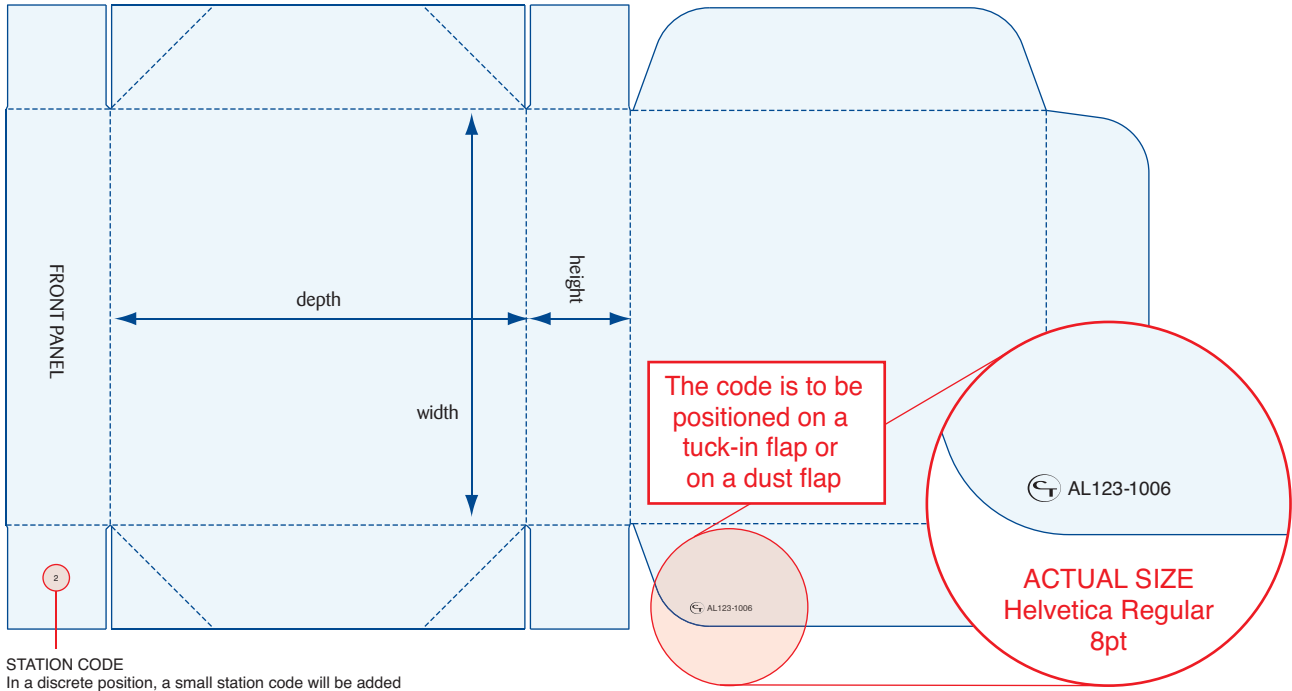 FRONT PANEL
depth
height
width
The code is to be
positioned on a
tuck-in flap or
on a dust flap
CT AL123-1006
ACTUAL SIZE
Helvetica Regular
8pt
2
CT AL123-1006
STATION CODE
In a discrete position, a small station code will be added